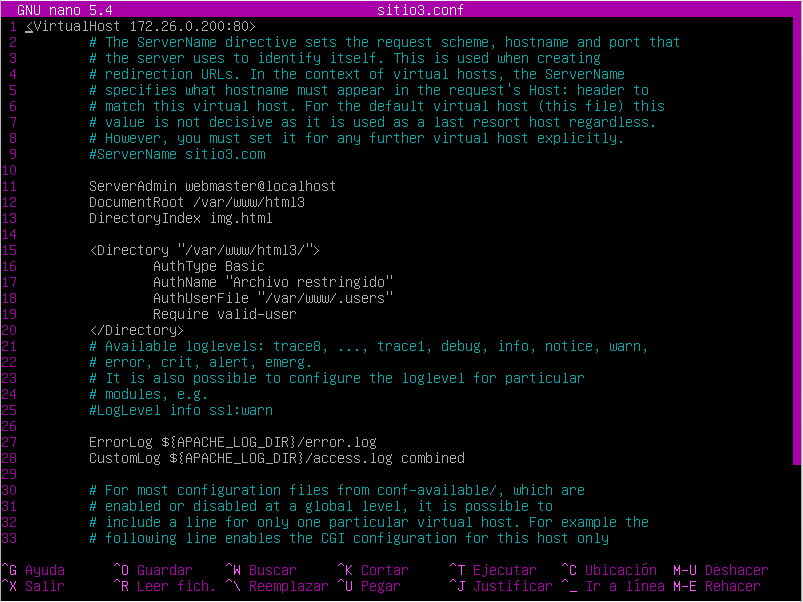 GNU nano 5.4 sitio3.conf
1 <VirtualHost 172.26.0.200:80>
2 # The ServerName directive sets the request scheme, hostname and port that
3 # the server uses to identify itself. This is used when creating
4 # redirection URLs. In the context of virtual hosts, the ServerName
5 # specifies what hostname must appear in the request's Host: header to
6 # match this virtual host. For the default virtual host (this file) this
7 # value is not decisive as it is used as a last resort host regardless.
8 # However, you must set it for any further virtual host explicitly.
9 #ServerName sitio3.com
10
11 ServerAdmin webmaster@localhost
12 DocumentRoot /var/www/html3
13 DirectoryIndex img.html
14
15 <Directory "/var/www/html3/">
16 AuthType Basic
17 AuthName "Archivo restringido"
18 AuthUserFile "/var/www/.users"
19 Require valid-user
20 </Directory>
21 # Available loglevels: trace8, ..., trace1, debug, info, notice, warn,
22 # error, crit, alert, emerg.
23 # It is also possible to configure the loglevel for particular
24 # modules, e.g.
25 #LogLevel info ssl:warn
26
27 ErrorLog ${APACHE_LOG_DIR}/error.log
28 CustomLog ${APACHE_LOG_DIR}/access.log combined
29
30 # For most configuration files from conf-available/, which are
31 # enabled or disabled at a global level, it is possible to
32 # include a line for only one particular virtual host. For example the
33 # following line enables the CGI configuration for this host only
^G Ayuda ^O Guardar ^W Buscar ^K Cortar ^T Ejecutar ^C Ubicación M-U Deshacer
^X Salir ^R Leer fich. ^\ Reemplazar ^U Pegar ^J Justificar ^_ Ir a línea M-E Rehacer